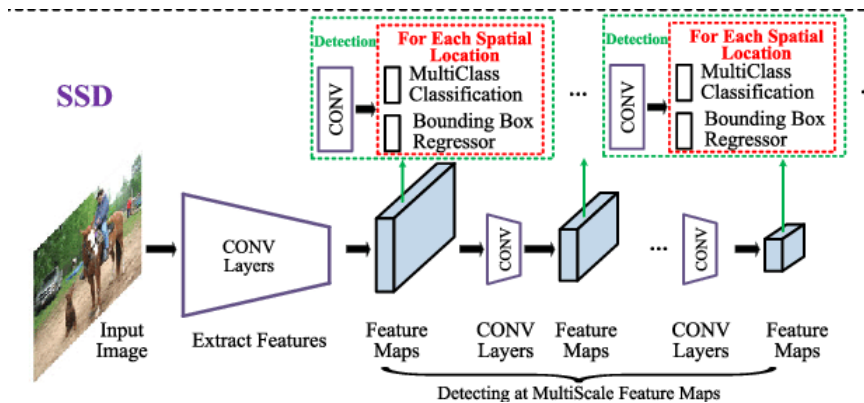 Detection
For Each Spatial
Location
CONV
MultiClass
Classification
Bounding Box
Regressor
...
Detection
For Each Spatial
Location
CONV
MultiClass
Classification
Bounding Box
Regressor
SSD
CONV
Layers
CONV
...
CONV
Input
Image
Extract Features
Feature
Maps
CONV
Layers
Feature
Maps
CONV
Layers
Feature
Maps
Detecting at MultiScale Feature Maps